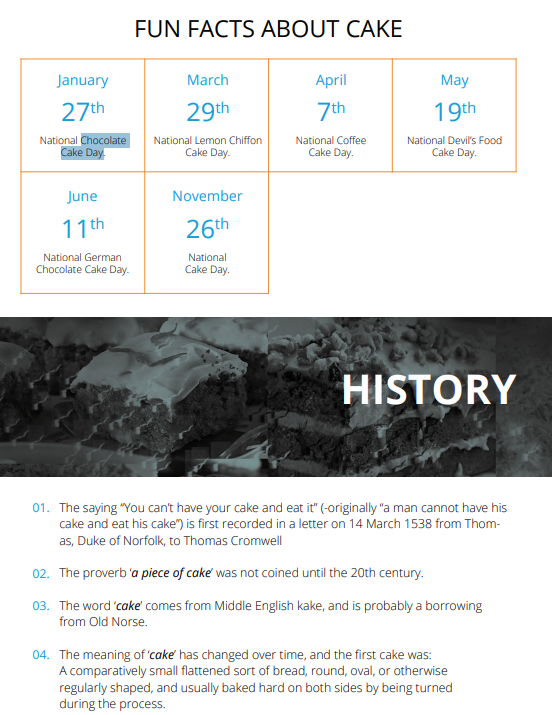 FUN FACTS ABOUT CAKE
January
27th
National Chocolate
Cake Day.
March
29th
National Lemon Chiffon
Cake Day.
April
7th
National Coffee
Cake Day.
May
19th
National Devil's Food
Cake Day.
June
11th
National German
Chocolate Cake Day.
November
26th
National
Cake Day.
HISTORY
01. The saying “You can’t have your cake and eat it” (-originally “a man cannot have his
cake and eat his cake”) is first recorded in a letter on 14 March 1538 from Thom-
as, Duke of Norfolk, to Thomas Cromwell
02. The proverb ‘a piece of cake’ was not coined until the 20th century.
03. The word ‘cake’ comes from Middle English kake, and is probably a borrowing
from Old Norse.
04. The meaning of ‘cake’ has changed over time, and the first cake was:
A comparatively small flattened sort of bread, round, oval, or otherwise
regularly shaped, and usually baked hard on both sides by being turned
during the process.